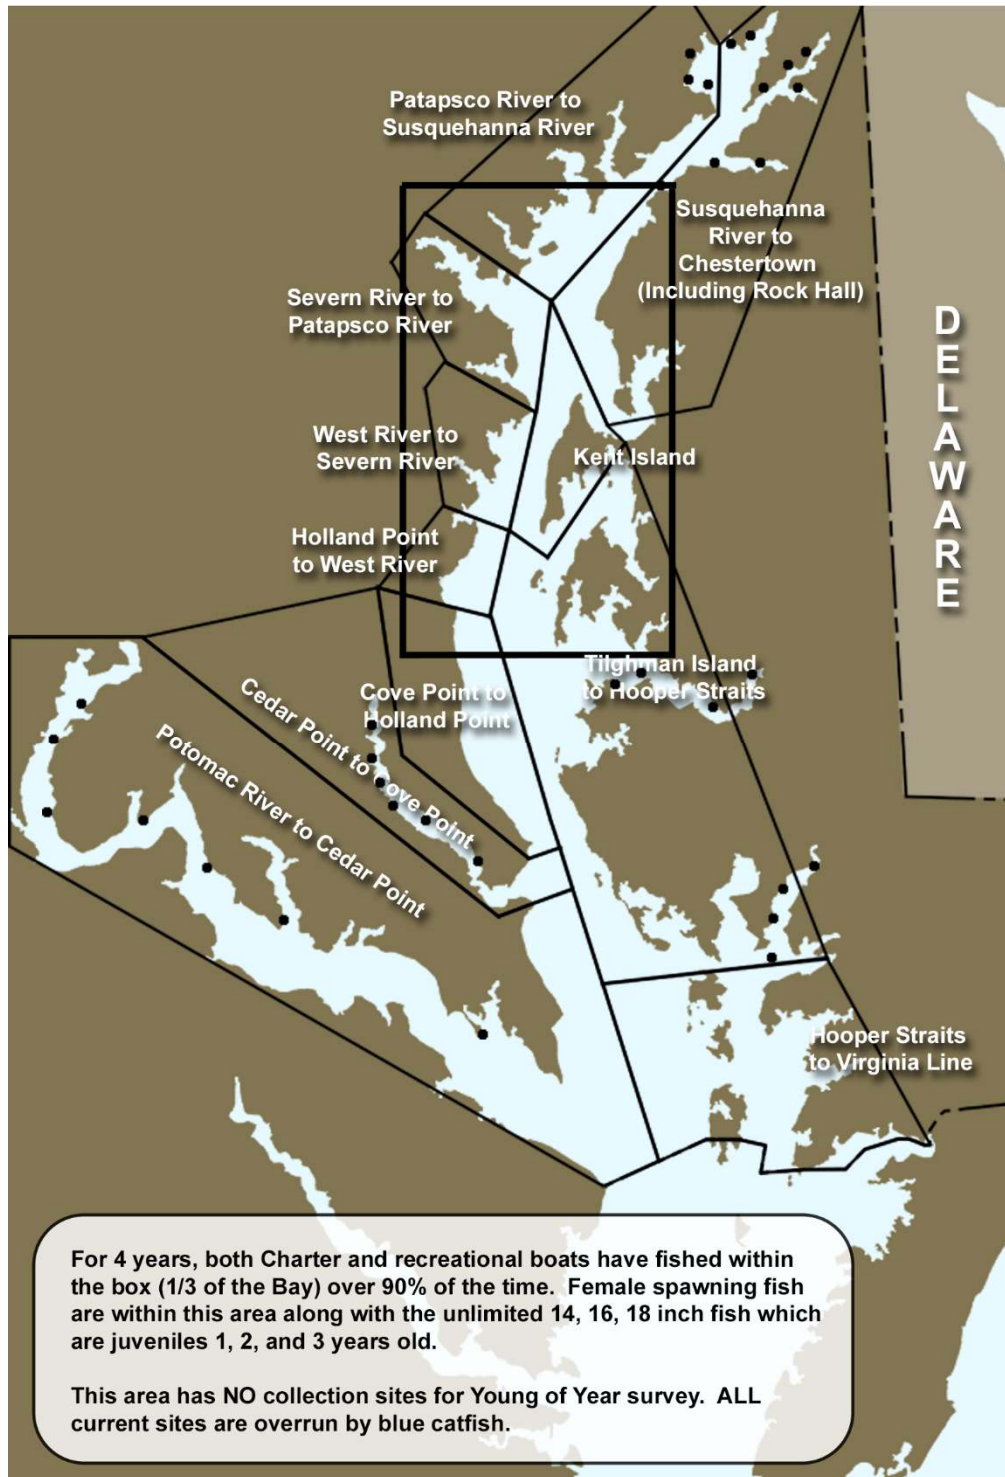 Patapsco River to
Susquehanna River
Susquehanna
River to
Chestertown
(Including Rock Hall)
Severn River to
Patapsco River
DELAWARE
West River to
Severn River
Kent Island
Holland Point
to West River
Tilghman Island
to Hooper Straits
Cove Point to
Holland Point
Cedar Point to Cove Point
Potomac River to Cedar Point
Hooper Straits
to Virginia Line
For 4 years, both Charter and recreational boats have fished within
the box (1/3 of the Bay) over 90% of the time.  Female spawning fish
are within this area along with the unlimited 14, 16, 18 inch fish which
are juveniles 1, 2, and 3 years old.
This area has NO collection sites for Young of Year survey.  ALL
current sites are overrun by blue catfish.